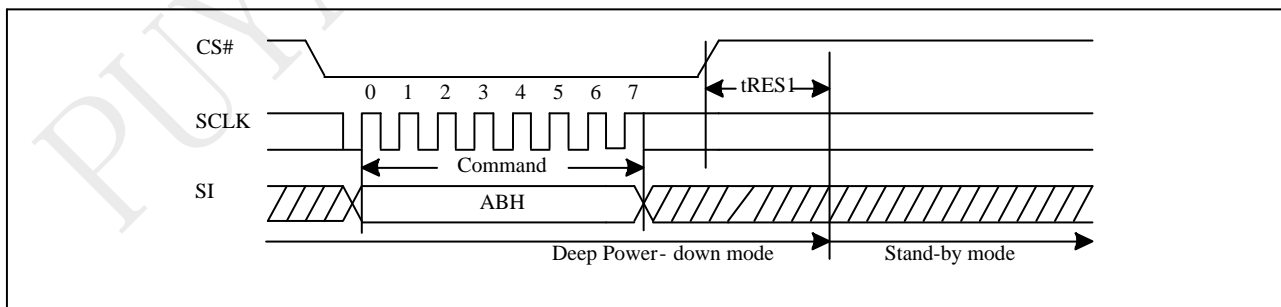 PUYA
CS#
tRES1
0 1 2 3 4 5 6 7
SCLK
Command
SI
ABH
Deep Power- down mode
Stand-by mode